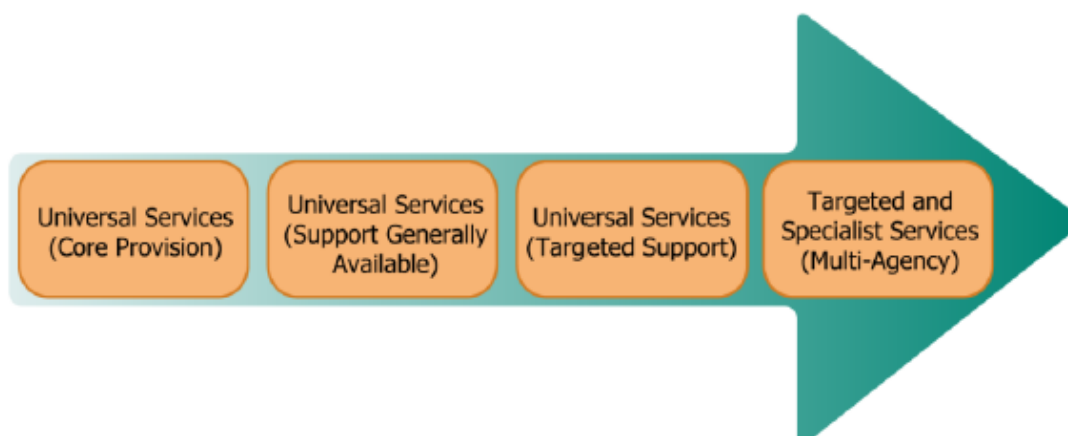 Universal Services
(Core Provision)
Universal Services
(Support Generally
Available)
Universal Services
(Targeted Support)
Targeted and
Specialist Services
(Multi-Agency)